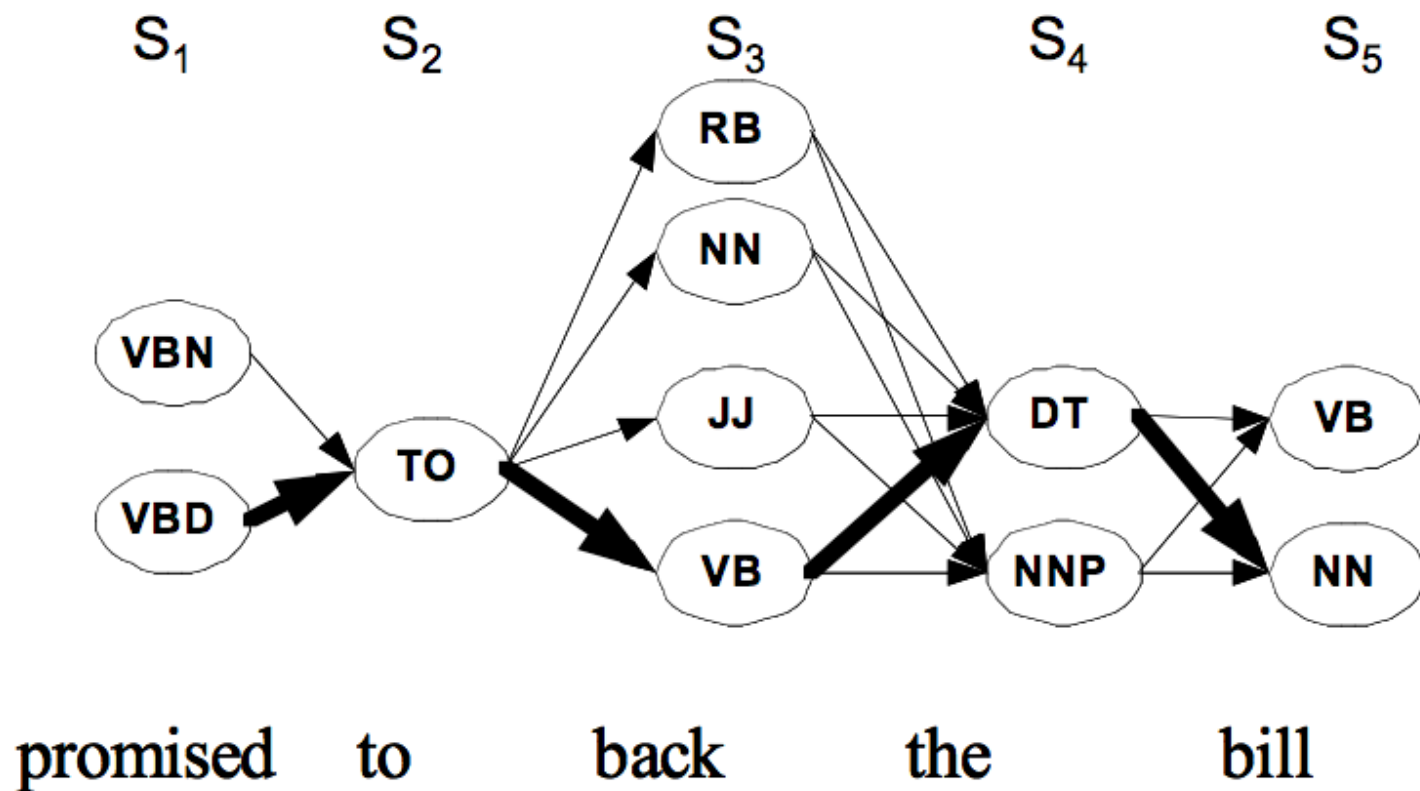 S₁ S₂ S₃ S₄ S₅
RB
NN
VBN
JJ DT VB
TO
VBD
VB NNP NN
promised to back the bill